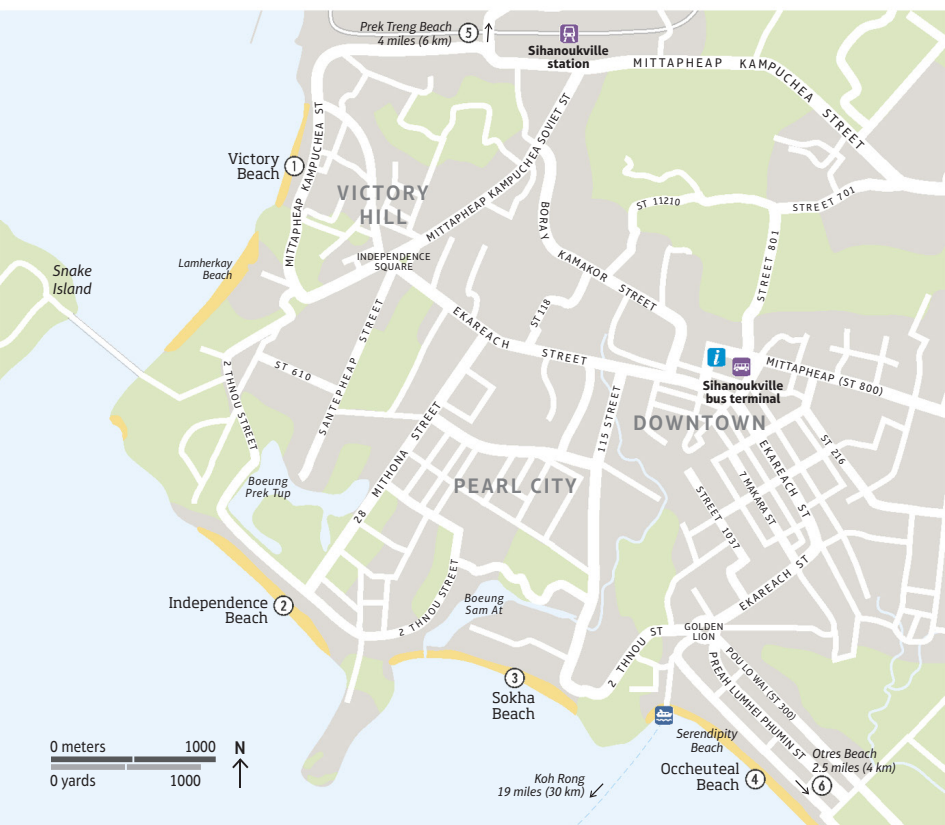 Prek Treng Beach
4 miles (6 km)
5
Sihanoukville
station
MITTAPHEAP KAMPUCHEA STREET
MITTAPHEAP KAMPUCHEA ST
MITTAPHEAP KAMPUCHEA SOVIET ST
Victory
Beach
1
VICTORY
HILL
BORAY
KAMAKOR STREET
ST 11210
STREET 701
STREET 801
INDEPENDENCE
SQUARE
Lamherkay
Beach
Snake
Island
EKAREACH STREET
ST 118
SANTEPHEAP STREET
2 THNOU STREET
ST 610
i
Sihanoukville
bus terminal
MITTAPHEAP (ST 800)
DOWNTOWN
115 STREET
28 MITHONA STREET
PEARL CITY
ST 216
EKAREACH ST
7 MAKARA ST
STREET 1037
Boeung
Prek Tup
EKAREACH ST
Independence
Beach
2
2 THNOU STREET
Boeung
Sam At
2 THNOU ST
GOLDEN
LION
POU LO WAI (ST 300)
PREAH LUMHEI PHUMIN ST
3
Sokha
Beach
Serendipity
Beach
Occheuteal
Beach
4
Otres Beach
2.5 miles (4 km)
6
Koh Rong
19 miles (30 km)
0 meters 1000
0 yards 1000
N